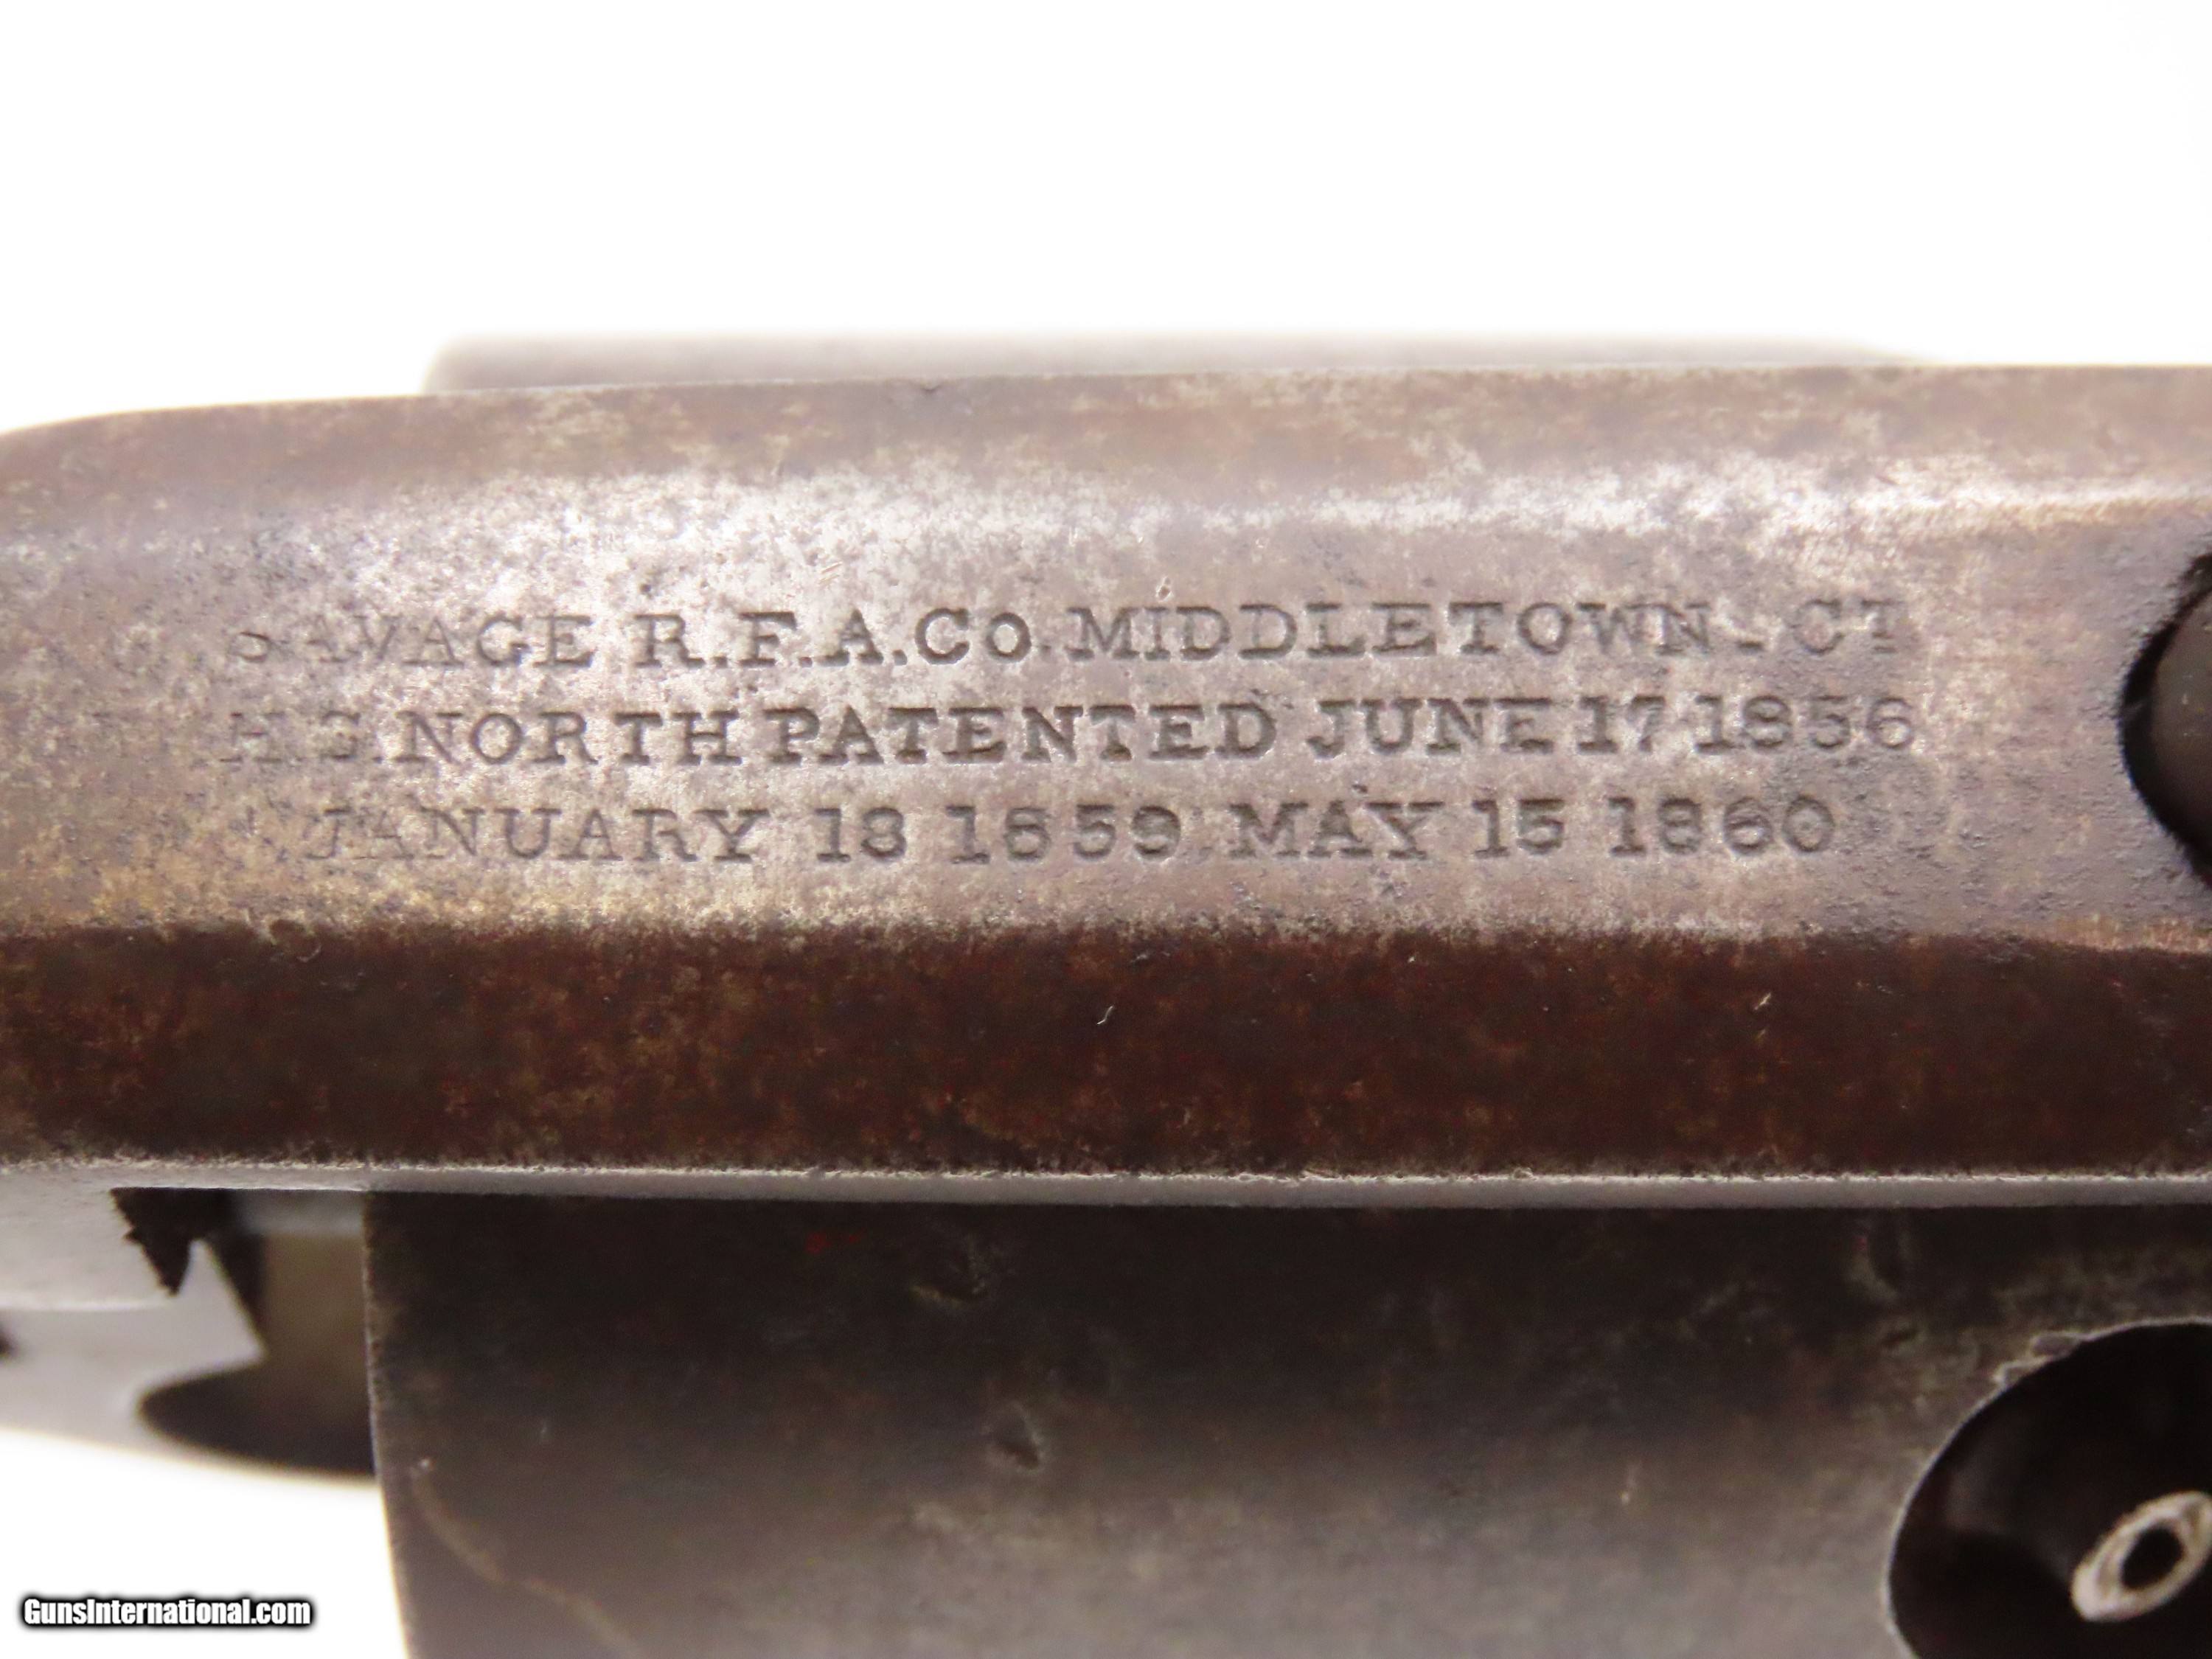 SAVAGE R.F.A.Co. MIDDLETOWN. CT
H.S. NORTH PATENTED JUNE 17 1856
JANUARY 18 1859 MAY 15 1860
GunsInternational.com